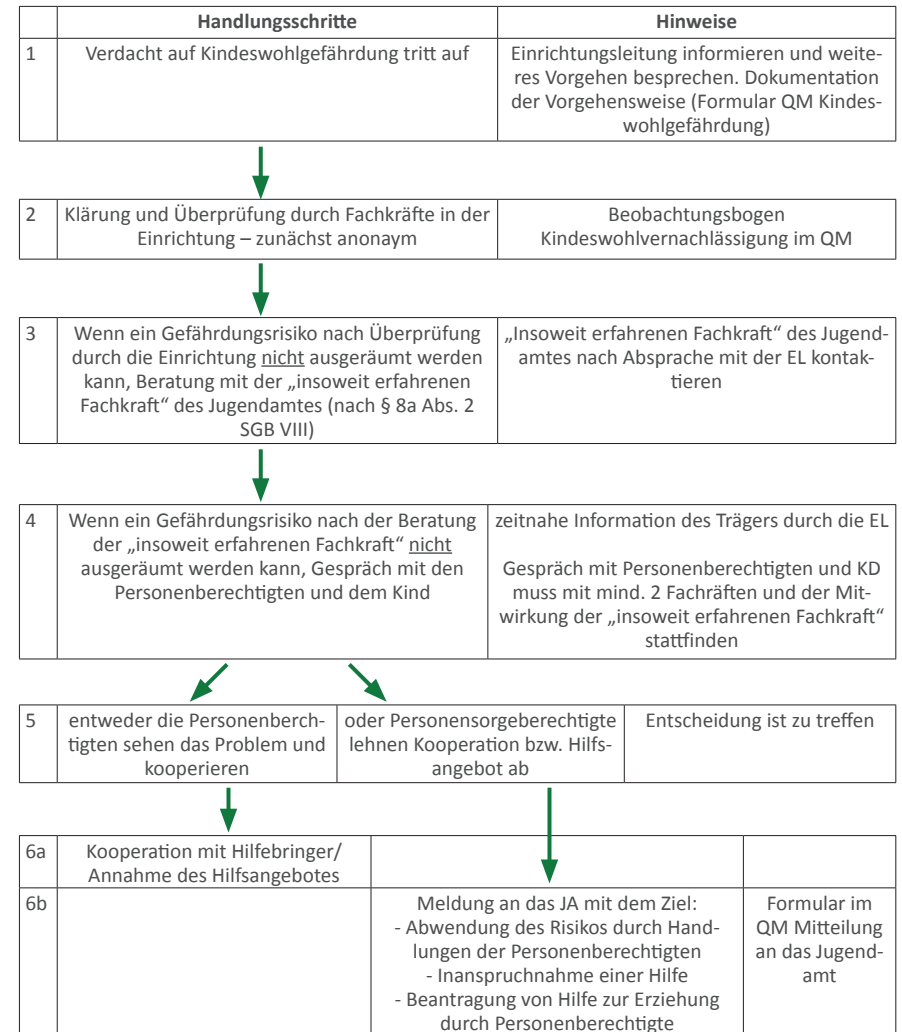 Handlungsschritte
Hinweise
1
Verdacht auf Kindeswohlgefährdung tritt auf
Einrichtungsleitung informieren und weite-
res Vorgehen besprechen. Dokumentation
der Vorgehensweise (Formular QM Kindes-
wohlgefährdung)
2
Klärung und Überprüfung durch Fachkräfte in der
Einrichtung – zunächst anonaym
Beobachtungsbogen
Kindeswohlvernachlässigung im QM
3
Wenn ein Gefährdungsrisiko nach Überprüfung
durch die Einrichtung nicht ausgeräumt werden
kann, Beratung mit der „insoweit erfahrenen
Fachkraft“ des Jugendamtes (nach § 8a Abs. 2
SGB VIII)
„Insoweit erfahrenen Fachkraft“ des Jugend-
amtes nach Absprache mit der EL kontak-
tieren
4
Wenn ein Gefährdungsrisiko nach der Beratung
der „insoweit erfahrenen Fachkraft“ nicht
ausgeräumt werden kann, Gespräch mit den
Personenberechtigten und dem Kind
zeitnahe Information des Trägers durch die EL
Gespräch mit Personenberechtigten und KD
muss mit mind. 2 Fachräften und der Mit-
wirkung der „insoweit erfahrenen Fachkraft“
stattfinden
5
entweder die Personenberch-
tigten sehen das Problem und
kooperieren
oder Personensorgeberechtigte
lehnen Kooperation bzw. Hilfs-
angebot ab
Entscheidung ist zu treffen
6a
Kooperation mit Hilfebringer/
Annahme des Hilfsangebotes
6b
Meldung an das JA mit dem Ziel:
- Abwendung des Risikos durch Hand-
lungen der Personenberechtigten
- Inanspruchnahme einer Hilfe
- Beantragung von Hilfe zur Erziehung
durch Personenberechtigte
Formular im
QM Mitteilung
an das Jugend-
amt